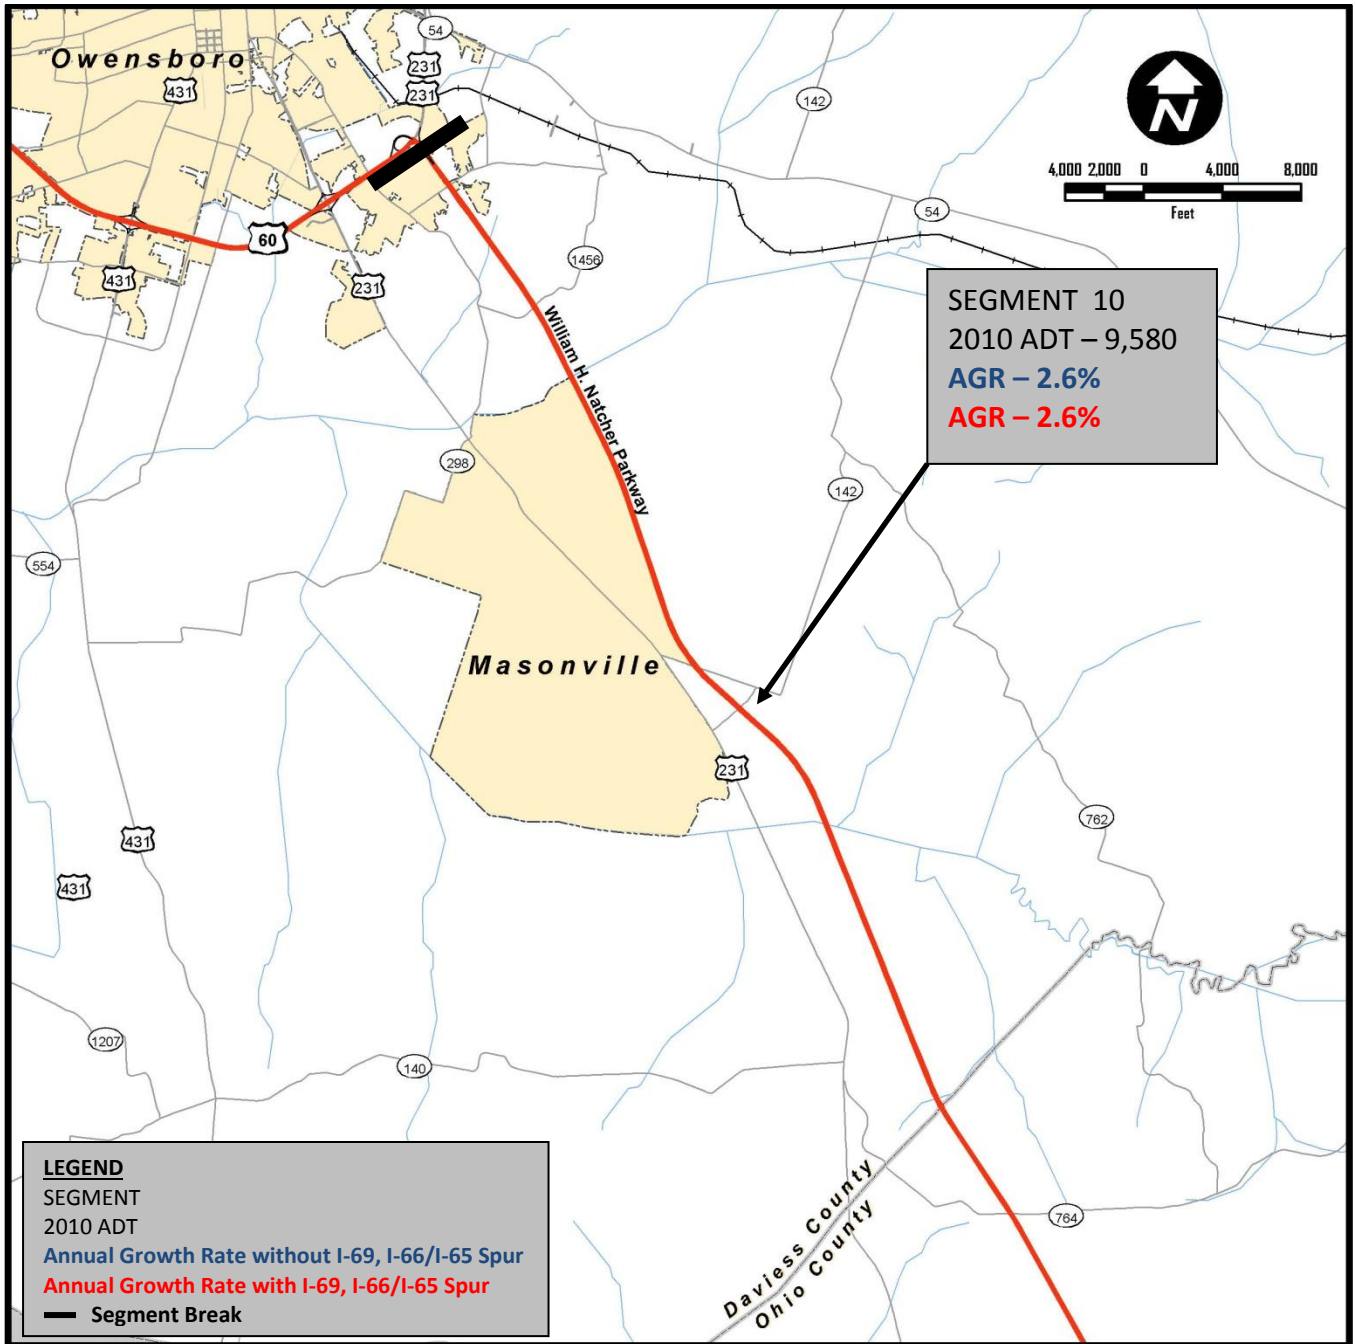 54
Owensboro
231
431
231
142
N
4,000 2,000 0 4,000 8,000
Feet
54
60
1456
431
231
SEGMENT 10
2010 ADT – 9,580
AGR – 2.6%
AGR – 2.6%
William H. Natcher Parkway
298
142
554
Masonville
231
762
431
431
1207
140
764
Daviess County
Ohio County
LEGEND
SEGMENT
2010 ADT
Annual Growth Rate without I-69, I-66/I-65 Spur
Annual Growth Rate with I-69, I-66/I-65 Spur
Segment Break